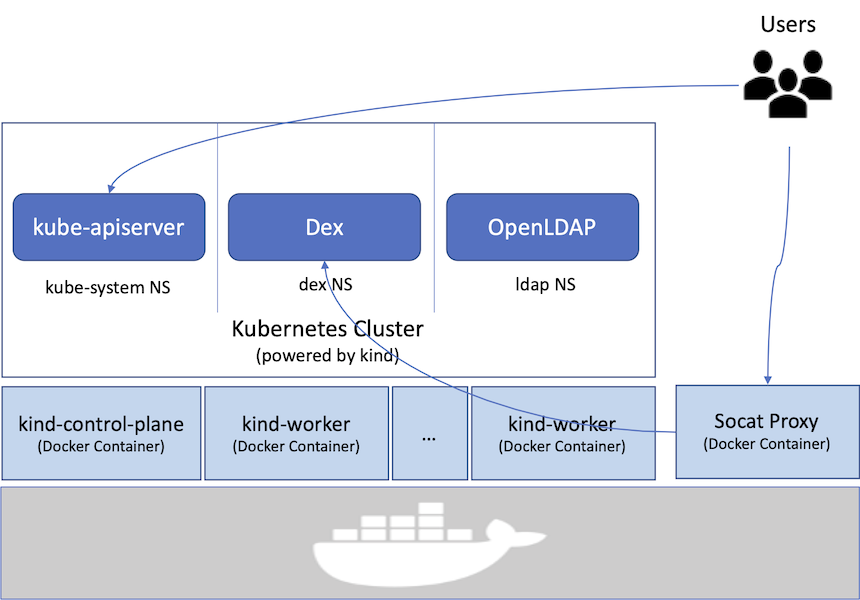 Users
kube-apiserver
Dex
OpenLDAP
kube-system NS
dex NS
ldap NS
Kubernetes Cluster
(powered by kind)
kind-control-plane
(Docker Container)
kind-worker
(Docker Container)
...
kind-worker
(Docker Container)
Socat Proxy
(Docker Container)